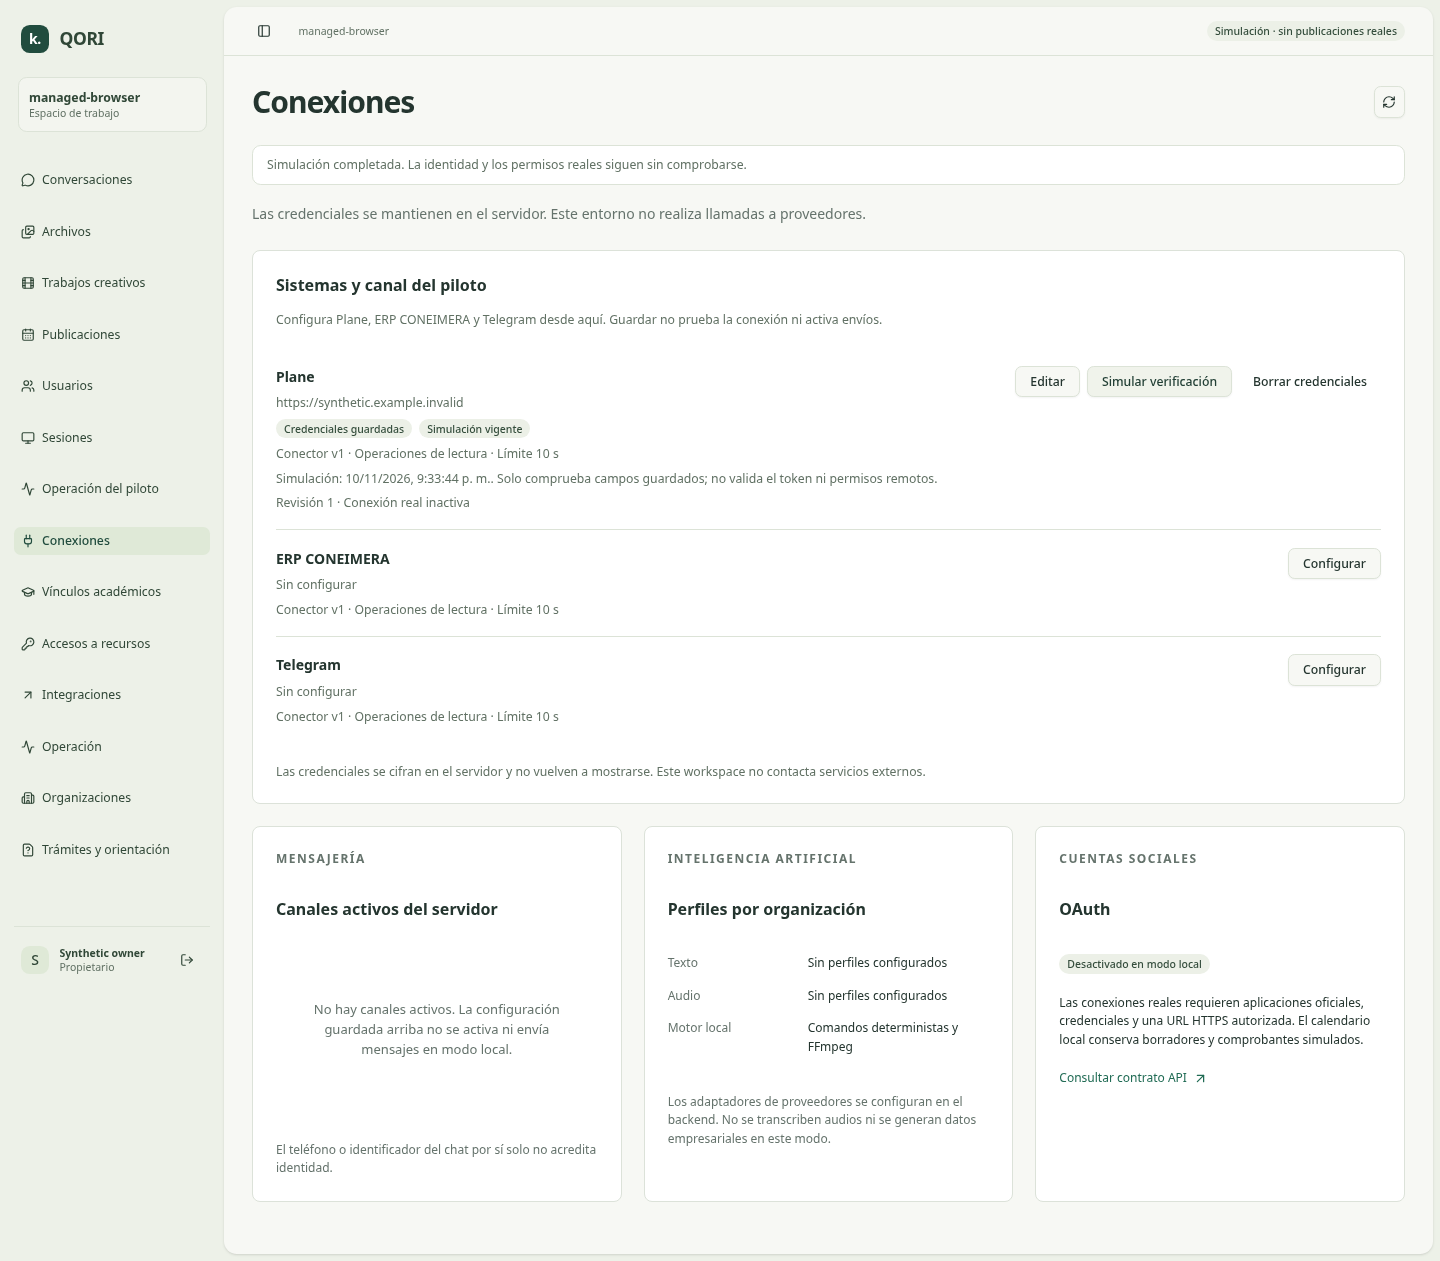 k. QORI
managed-browser
Espacio de trabajo
Conversaciones
Archivos
Trabajos creativos
Publicaciones
Usuarios
Sesiones
Operación del piloto
Conexiones
Vínculos académicos
Accesos a recursos
Integraciones
Operación
Organizaciones
Trámites y orientación
S
Synthetic owner
Propietario
managed-browser
Simulación · sin publicaciones reales
Conexiones
Simulación completada. La identidad y los permisos reales siguen sin comprobarse.
Las credenciales se mantienen en el servidor. Este entorno no realiza llamadas a proveedores.
Sistemas y canal del piloto
Configura Plane, ERP CONEIMERA y Telegram desde aquí. Guardar no prueba la conexión ni activa envíos.
Plane
Editar
Simular verificación
Borrar credenciales
https://synthetic.example.invalid
Credenciales guardadas
Simulación vigente
Conector v1 · Operaciones de lectura · Límite 10 s
Simulación: 10/11/2026, 9:33:44 p. m.. Solo comprueba campos guardados; no valida el token ni permisos remotos.
Revisión 1 · Conexión real inactiva
ERP CONEIMERA
Configurar
Sin configurar
Conector v1 · Operaciones de lectura · Límite 10 s
Telegram
Configurar
Sin configurar
Conector v1 · Operaciones de lectura · Límite 10 s
Las credenciales se cifran en el servidor y no vuelven a mostrarse. Este workspace no contacta servicios externos.
MENSAJERÍA
Canales activos del servidor
No hay canales activos. La configuración
guardada arriba no se activa ni envía
mensajes en modo local.
El teléfono o identificador del chat por sí solo no acredita
identidad.
INTELIGENCIA ARTIFICIAL
Perfiles por organización
Texto Sin perfiles configurados
Audio Sin perfiles configurados
Motor local Comandos deterministas y
FFmpeg
Los adaptadores de proveedores se configuran en el
backend. No se transcriben audios ni se generan datos
empresariales en este modo.
CUENTAS SOCIALES
OAuth
Desactivado en modo local
Las conexiones reales requieren aplicaciones oficiales,
credenciales y una URL HTTPS autorizada. El calendario
local conserva borradores y comprobantes simulados.
Consultar contrato API